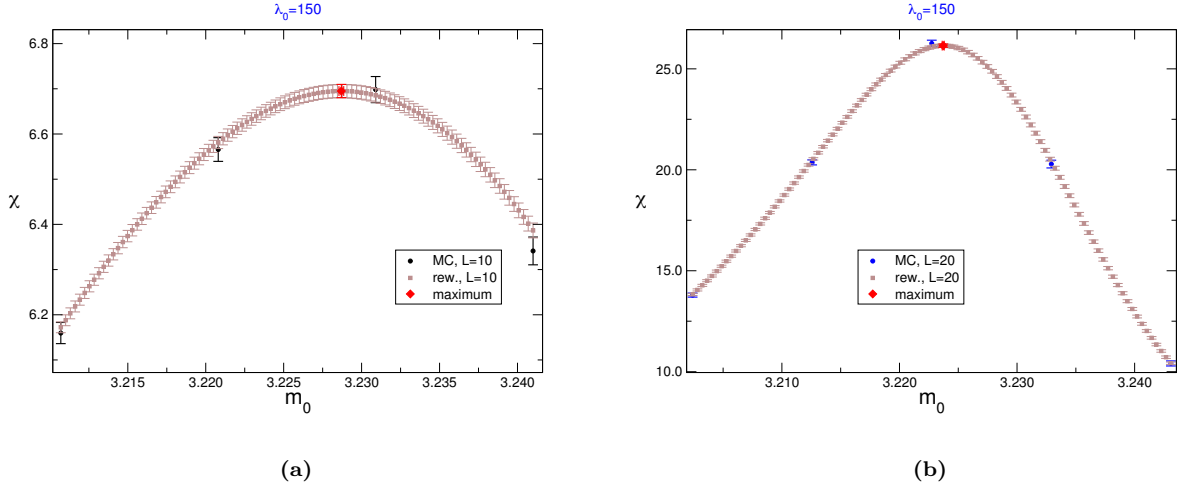 λ₀=150
6.8
6.6
χ
6.4
6.2
MC, L=10
rew., L=10
maximum
3.215
3.220
3.225
3.230
3.235
3.240
m₀
(a)
λ₀=150
25.0
20.0
χ
15.0
10.0
MC, L=20
rew., L=20
maximum
3.210
3.220
3.230
3.240
m₀
(b)